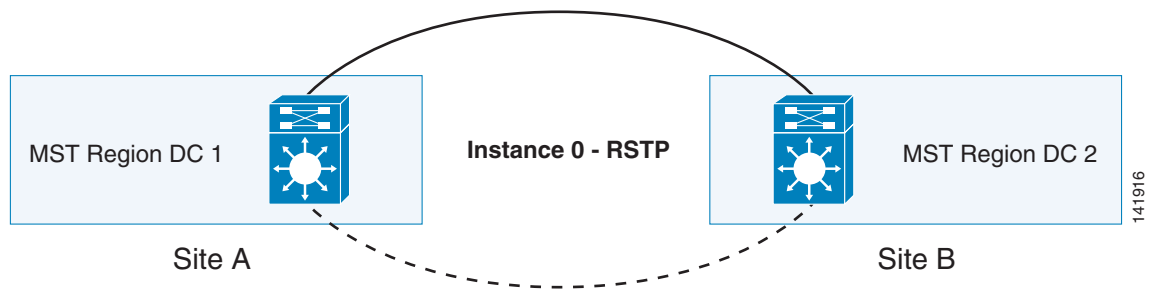 MST Region DC 1
Instance 0 - RSTP
MST Region DC 2
Site A
Site B
141916